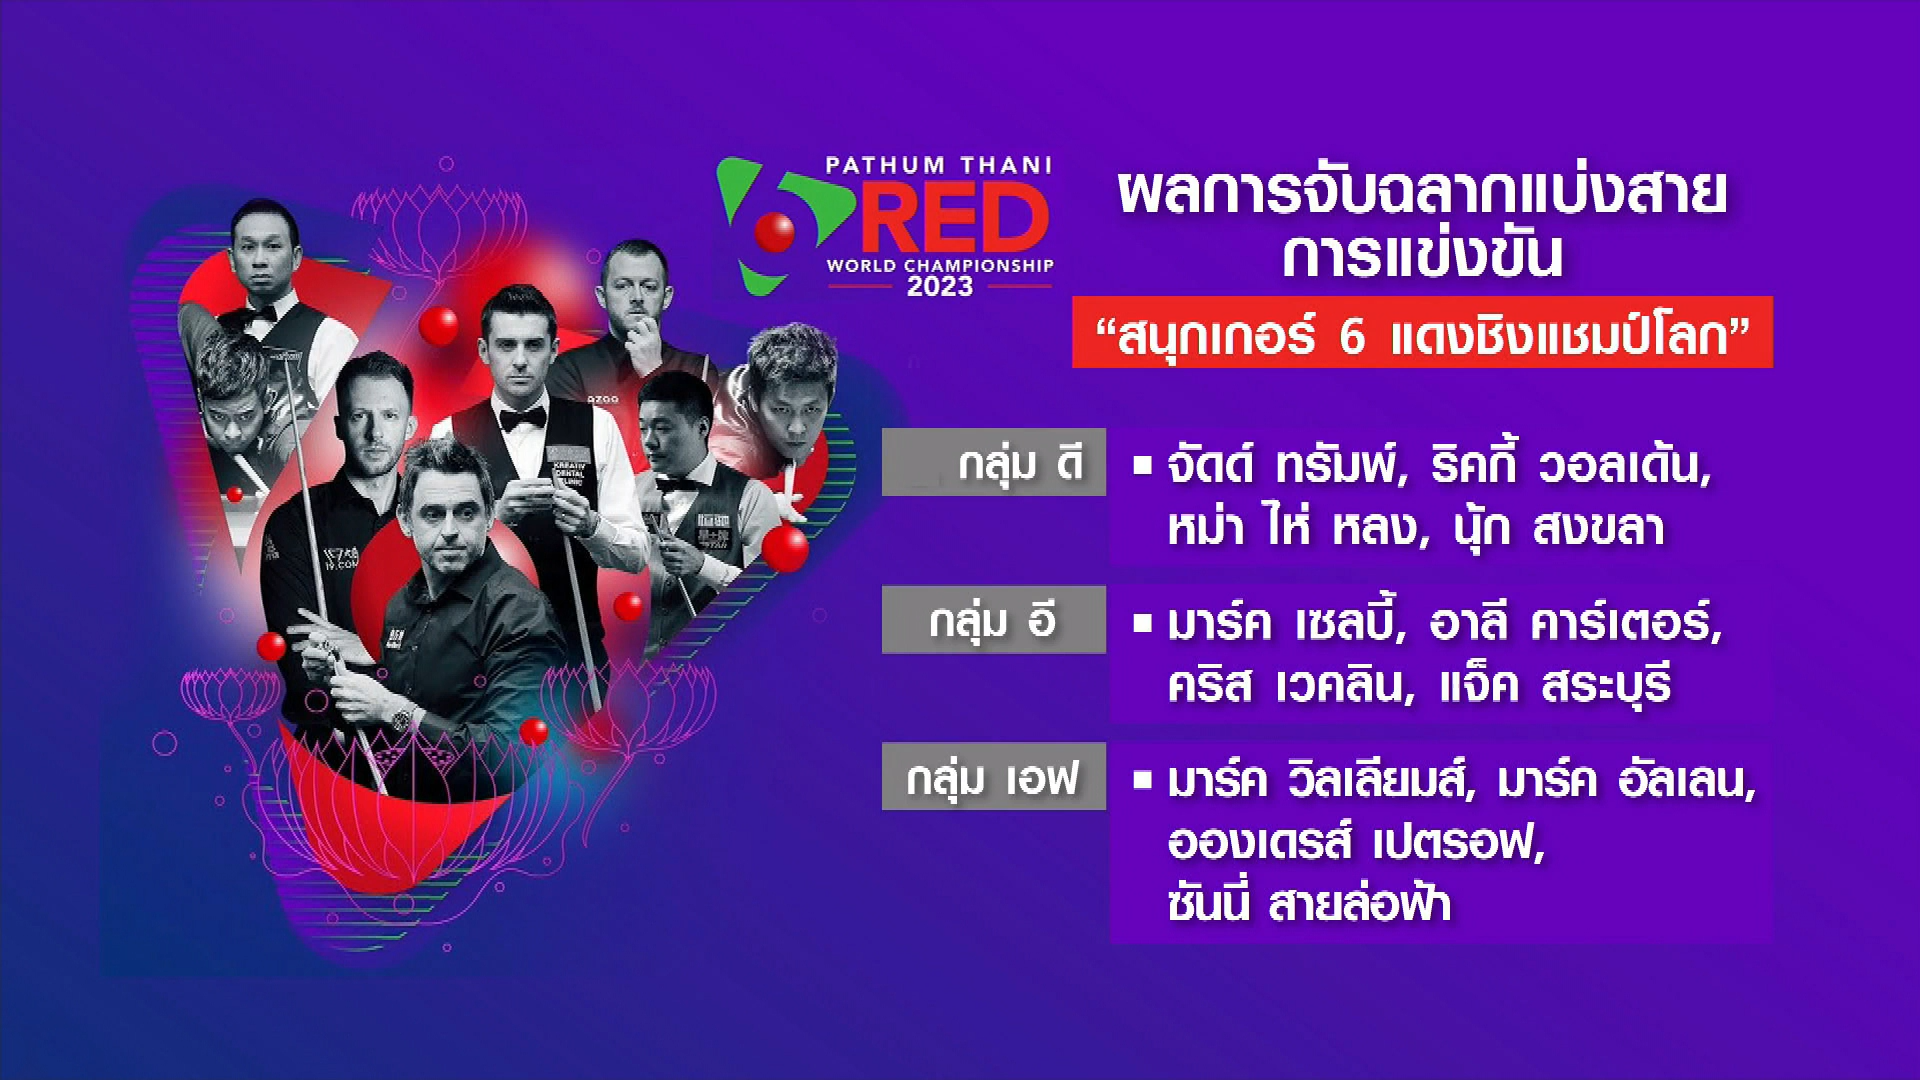 PATHUM THANI
6 RED
WORLD CHAMPIONSHIP
2023
ผลการจับฉลากแบ่งสาย
การแข่งขัน
“สนุกเกอร์ 6 แดงชิงแชมป์โลก”
กลุ่ม ดี
▪ จัดด์ ทรัมพ์, ริคกี้ วอลเด้น,
หม่า ไห่ หลง, นุ้ก สงขลา
กลุ่ม อี
▪ มาร์ค เซลบี้, อาลี คาร์เตอร์,
คริส เวคลิน, แจ็ค สระบุรี
กลุ่ม เอฟ
▪ มาร์ค วิลเลียมส์, มาร์ค อัลเลน,
อองเดรส์ เปตรอฟ,
ซันนี่ สายล่อฟ้า
KREATIV
DENTAL
CLINIC